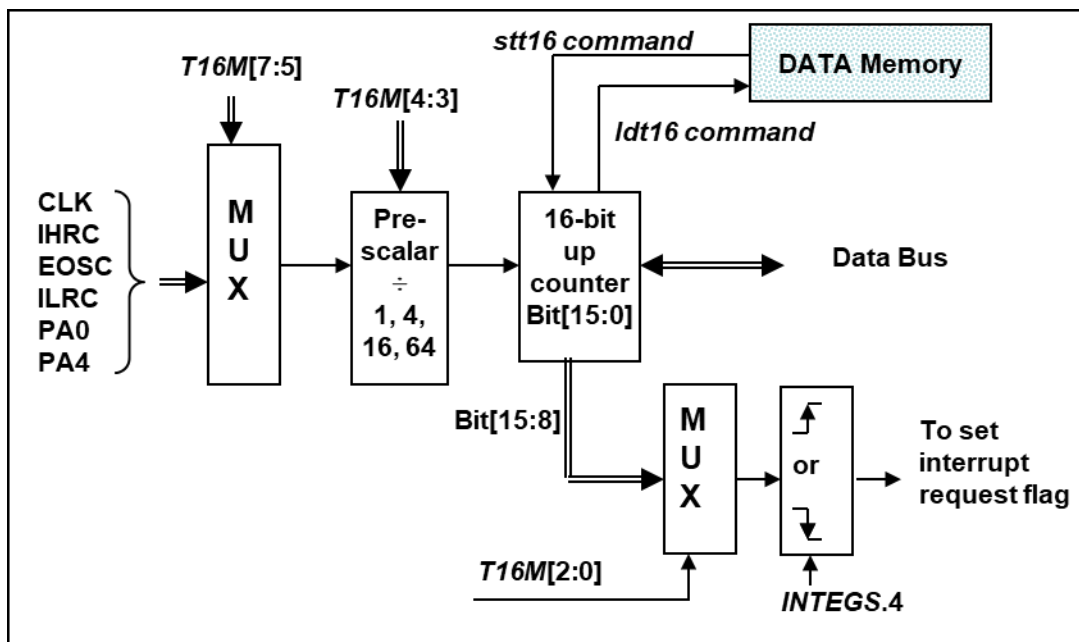 stt16 command
DATA Memory
T16M[7:5]
T16M[4:3]
ldt16 command
CLK
IHRC
EOSC
ILRC
PA0
PA4
M
U
X
Pre-
scalar
÷
1, 4,
16, 64
16-bit
up
counter
Bit[15:0]
Data Bus
Bit[15:8]
M
U
X
or
To set
interrupt
request flag
T16M[2:0]
INTEGS.4